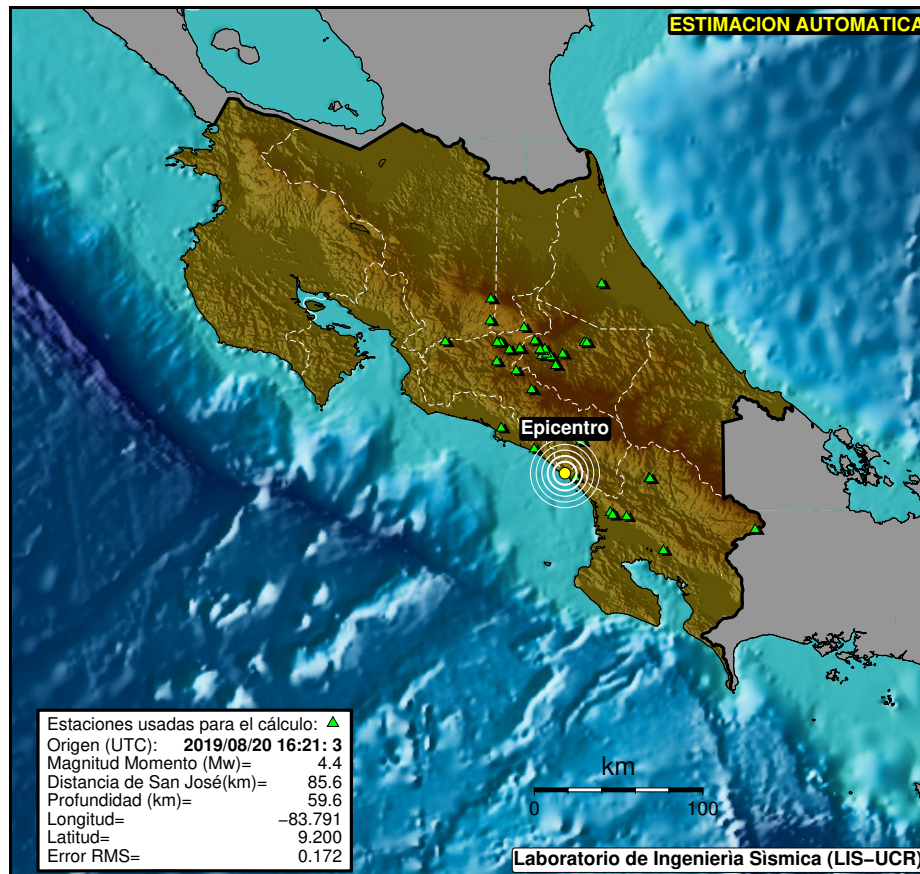 ESTIMACION AUTOMATICA
Epicentro
Estaciones usadas para el cálculo:
Origen (UTC): 2019/08/20 16:21: 3
Magnitud Momento (Mw)= 4.4
Distancia de San José(km)= 85.6
Profundidad (km)= 59.6
Longitud= −83.791
Latitud= 9.200
Error RMS= 0.172
km
0 100
Laboratorio de Ingenierìa Sìsmica (LIS−UCR)